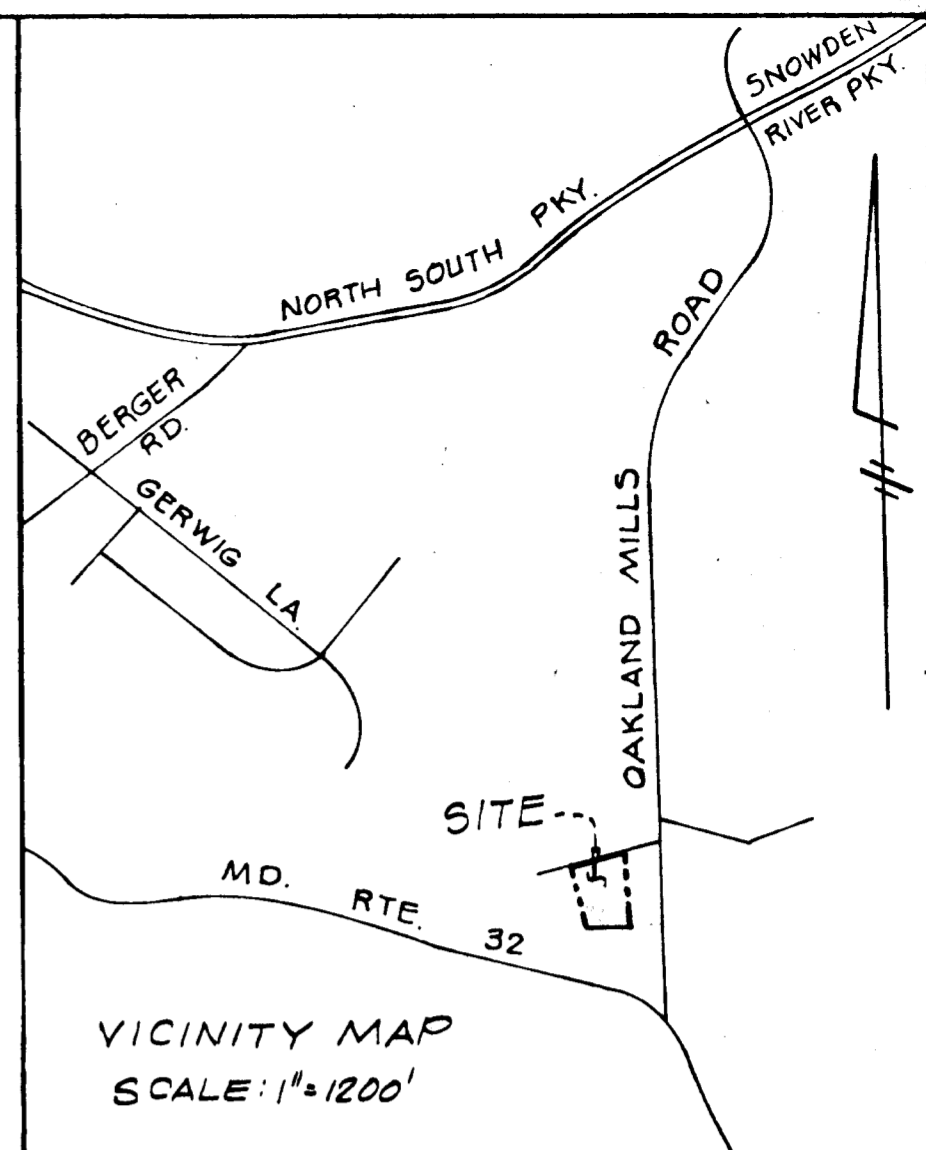 SNOWDEN
RIVER PKY.
NORTH SOUTH PKY.
ROAD
BERGER
RD.
GERWIG LA.
OAKLAND MILLS
SITE
MD. RTE. 32
VICINITY MAP
SCALE: 1"=1200'